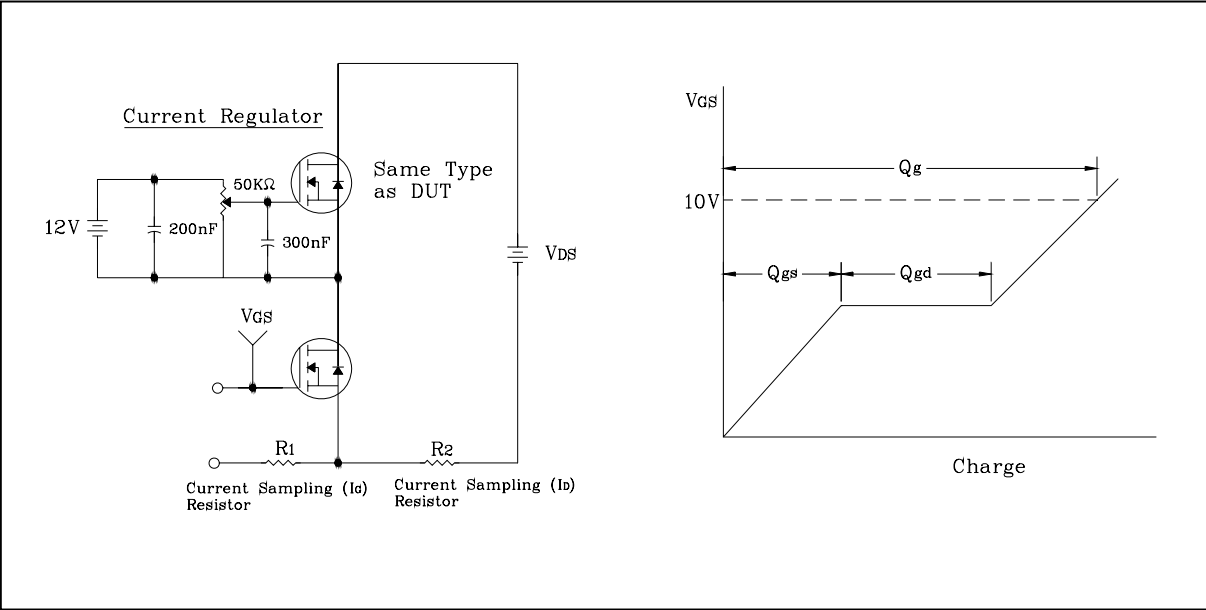 Current Regulator
Same Type
as DUT
50KΩ
12V
200nF
300nF
VDS
VGS
R1
R2
Current Sampling (IG)
Resistor
Current Sampling (ID)
Resistor
VGS
Qg
10V
Qgs
Qgd
Charge